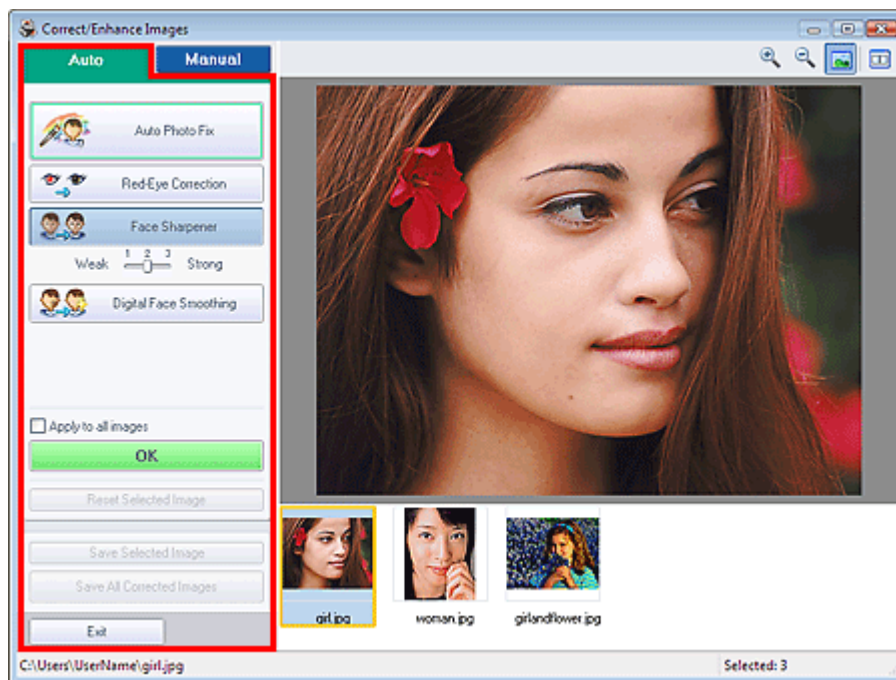 Correct/Enhance Images
Auto
Manual
Auto Photo Fix
Red-Eye Correction
Face Sharpener
1 2 3
Weak Strong
Digital Face Smoothing
Apply to all images
OK
Reset Selected Image
Save Selected Image
Save All Corrected Images
Exit
girl.jpg
woman.jpg
girlandflower.jpg
C:\Users\UserName\girl.jpg
Selected: 3